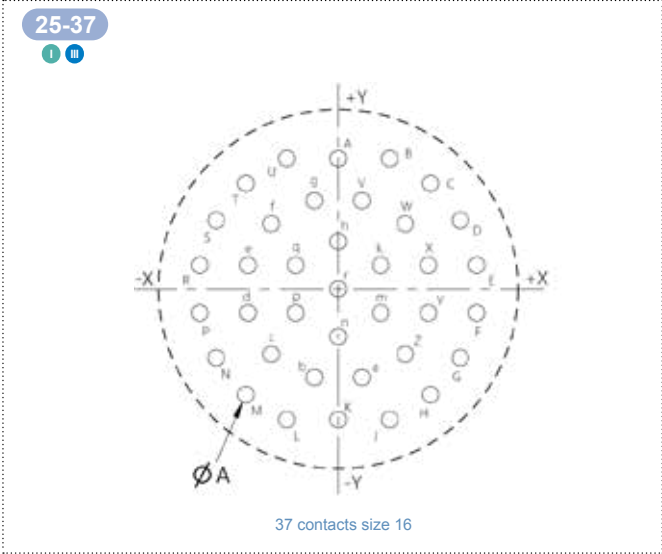 25-37
I III
+Y
A
B
U
g V C
T
f W
S D
h
e q k X
R r E
-X +X
d p m Y
P F
n
Z
N b G
M K H
L J
ØA
-Y
37 contacts size 16